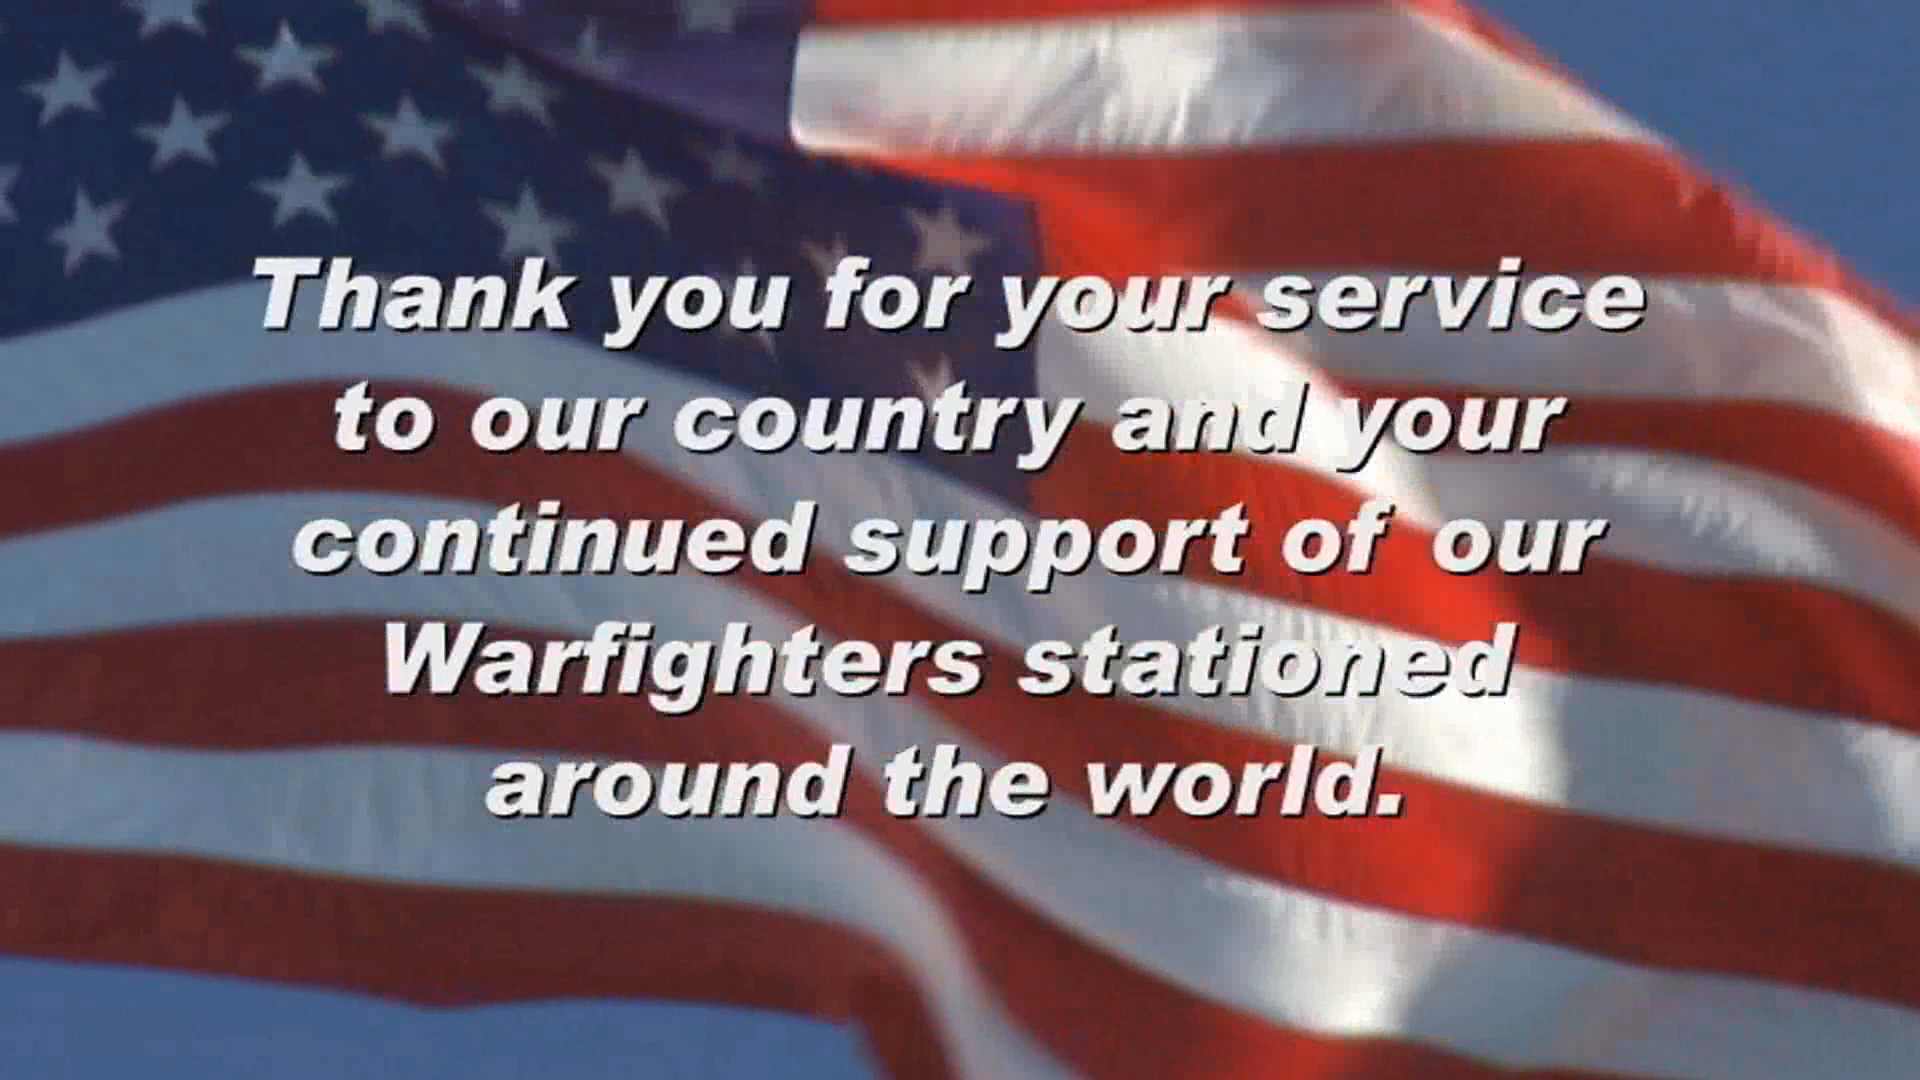 Thank you for your service
to our country and your
continued support of our
Warfighters stationed
around the world.